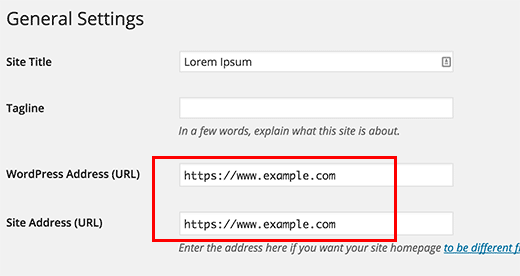 General Settings
Site Title Lorem Ipsum
Tagline
In a few words, explain what this site is about.
WordPress Address (URL) https://www.example.com
Site Address (URL) https://www.example.com
Enter the address here if you want your site homepage to be different